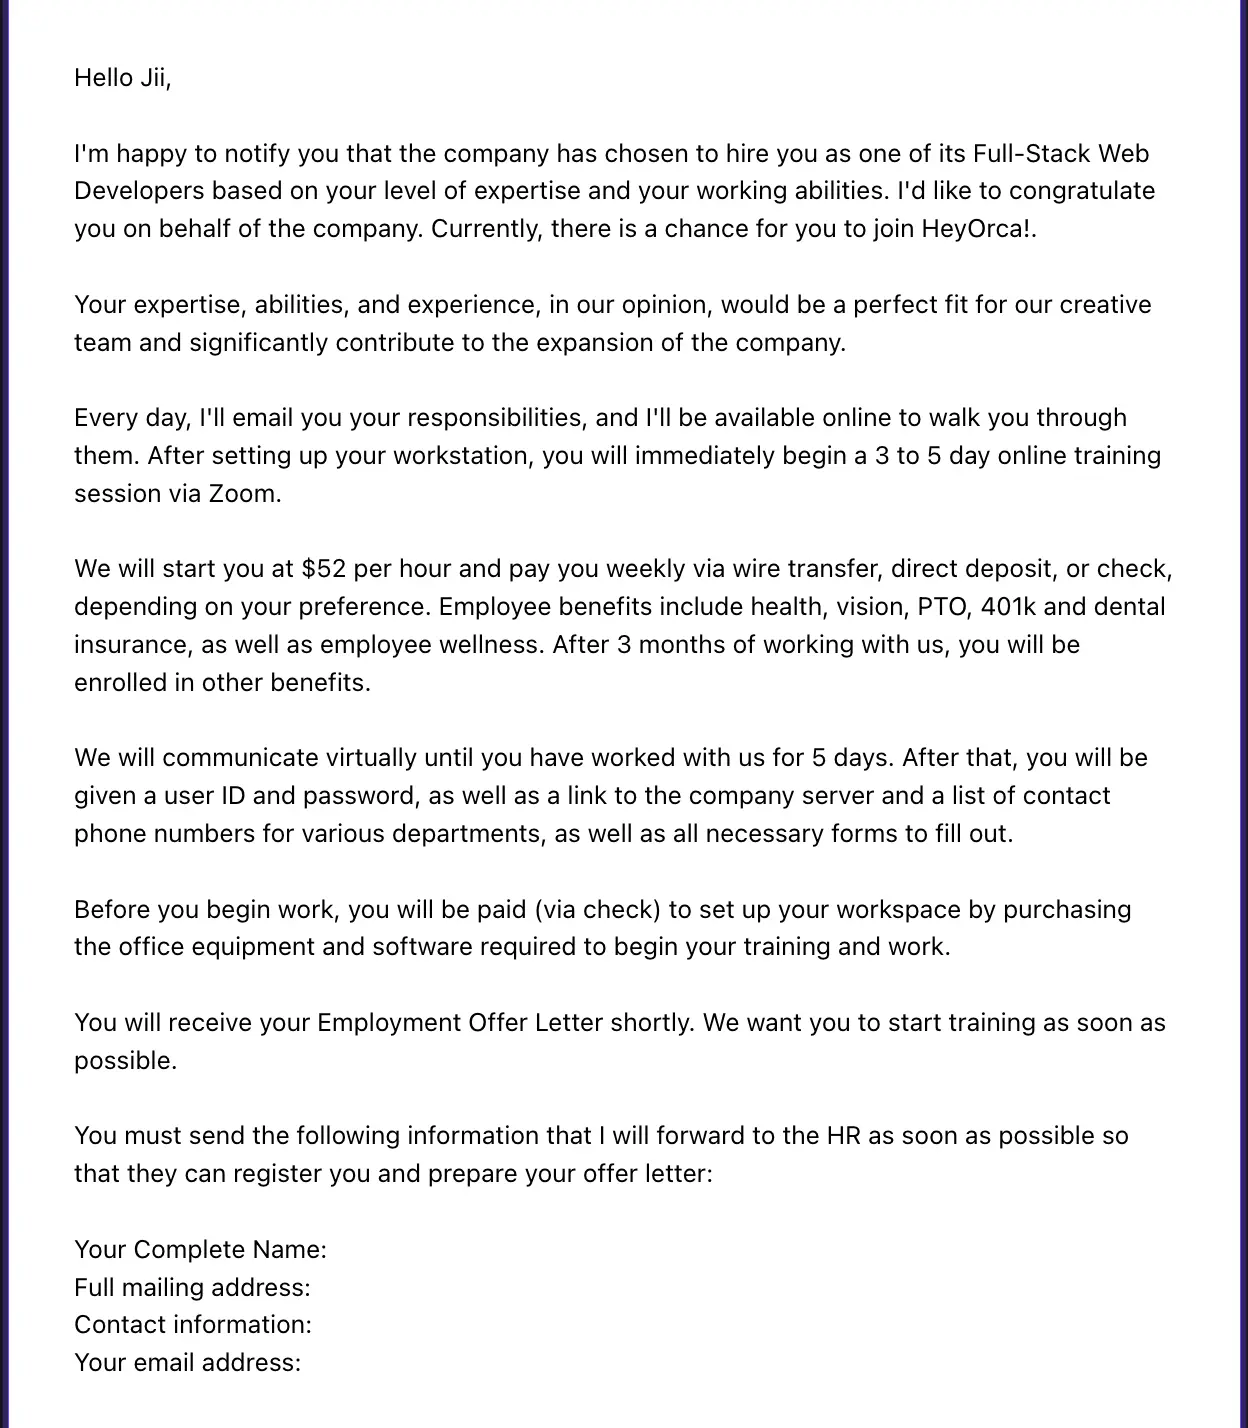 Hello Jii,
I'm happy to notify you that the company has chosen to hire you as one of its Full-Stack Web
Developers based on your level of expertise and your working abilities. I'd like to congratulate
you on behalf of the company. Currently, there is a chance for you to join HeyOrca!.
Your expertise, abilities, and experience, in our opinion, would be a perfect fit for our creative
team and significantly contribute to the expansion of the company.
Every day, I'll email you your responsibilities, and I'll be available online to walk you through
them. After setting up your workstation, you will immediately begin a 3 to 5 day online training
session via Zoom.
We will start you at $52 per hour and pay you weekly via wire transfer, direct deposit, or check,
depending on your preference. Employee benefits include health, vision, PTO, 401k and dental
insurance, as well as employee wellness. After 3 months of working with us, you will be
enrolled in other benefits.
We will communicate virtually until you have worked with us for 5 days. After that, you will be
given a user ID and password, as well as a link to the company server and a list of contact
phone numbers for various departments, as well as all necessary forms to fill out.
Before you begin work, you will be paid (via check) to set up your workspace by purchasing
the office equipment and software required to begin your training and work.
You will receive your Employment Offer Letter shortly. We want you to start training as soon as
possible.
You must send the following information that I will forward to the HR as soon as possible so
that they can register you and prepare your offer letter:
Your Complete Name:
Full mailing address:
Contact information:
Your email address: